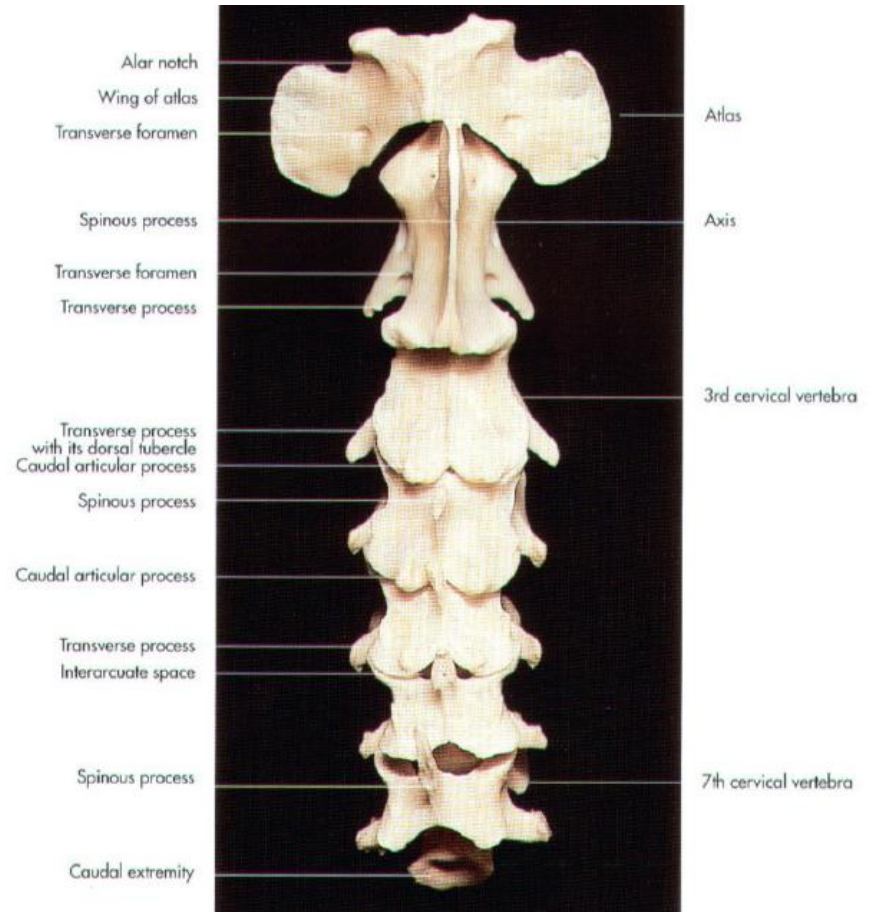 Alar notch
Wing of atlas
Transverse foramen
Atlas
Spinous process
Axis
Transverse foramen
Transverse process
3rd cervical vertebra
Transverse process
with its dorsal tubercle
Caudal articular process
Spinous process
Caudal articular process
Transverse process
Interarcuate space
Spinous process
7th cervical vertebra
Caudal extremity